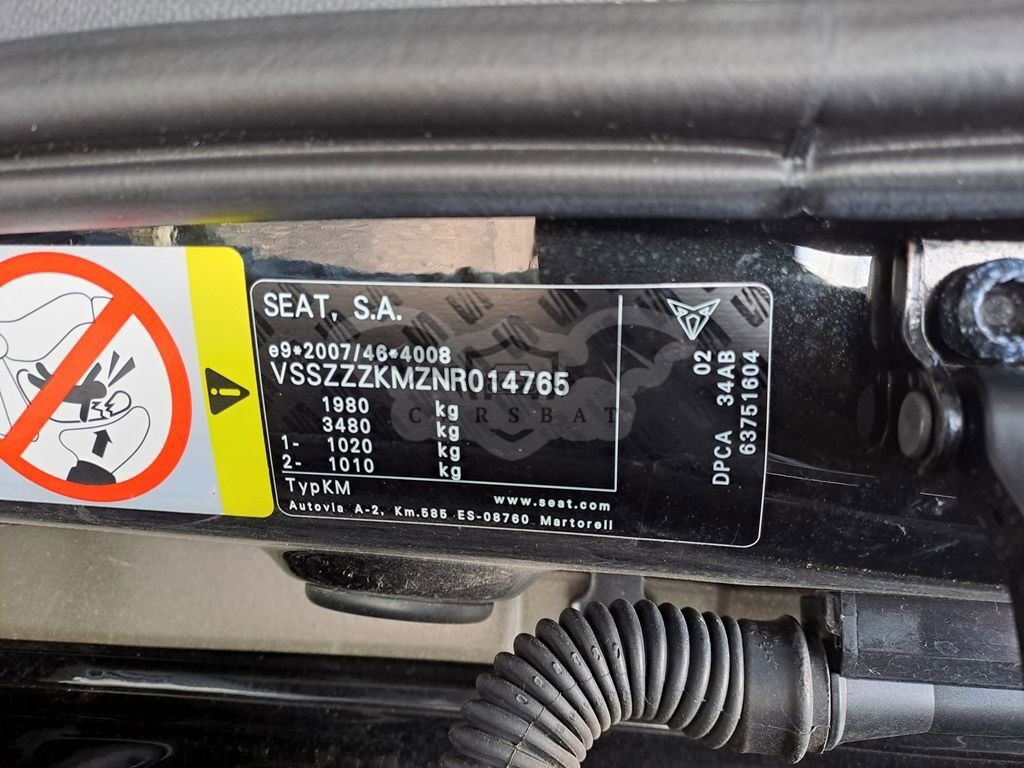 SEAT, S.A.
e9*2007/46*4008
VSSZZZKMZNR014765
1980 kg
3480 kg
1- 1020 kg
2- 1010 kg
TypKM
www.seat.com
Autovia A-2, Km.585 ES-08760 Martorell
DPCA 34AB 02
63751604
CARSBAT